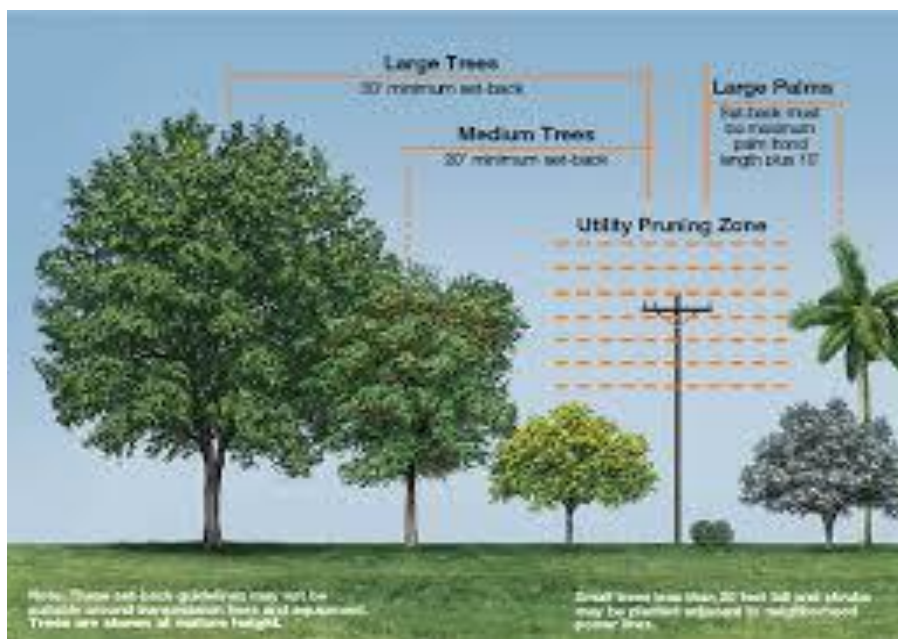 Large Trees
30' minimum set-back
Large Palms
Set-back must
be maximum
palm frond
length plus 10'
Medium Trees
20' minimum set-back
Utility Pruning Zone
Note: These set-back guidelines may not be
suitable around transmission lines and equipment.
Trees are shown at mature height.
Small trees less than 20 feet tall and shrubs
may be planted adjacent to neighborhood
power lines.